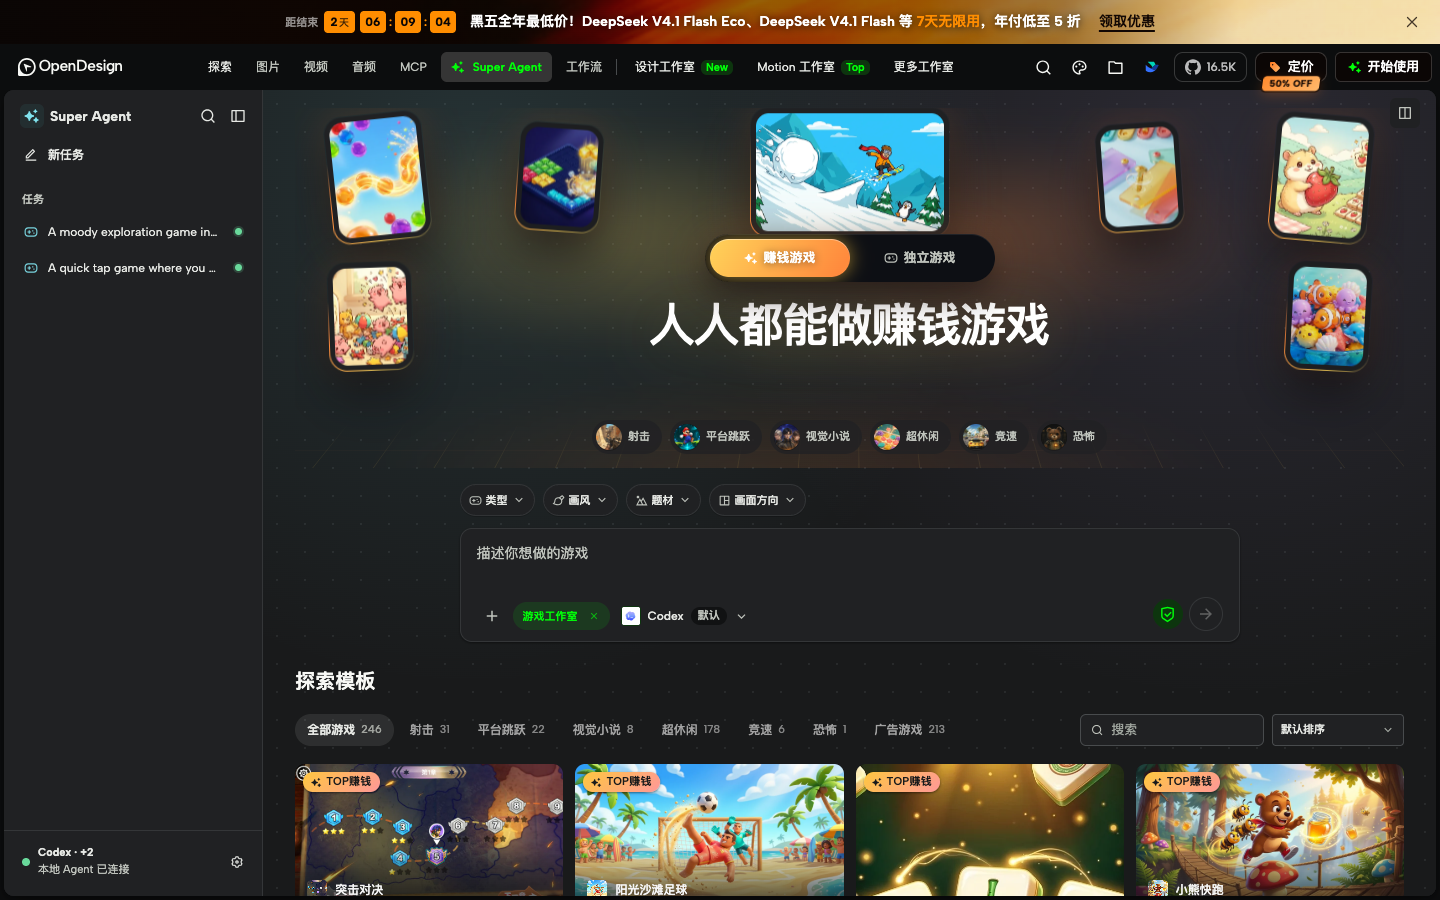 距结束 2天 06:09:04 黑五全年最低价！DeepSeek V4.1 Flash Eco、DeepSeek V4.1 Flash 等 7天无限用，年付低至 5 折 领取优惠
OpenDesign
探索 图片 视频 音频 MCP Super Agent 工作流 设计工作室 New Motion 工作室 Top 更多工作室
16.5K 定价 开始使用
50% OFF
Super Agent
新任务
任务
A moody exploration game in...
A quick tap game where you ...
赚钱游戏 独立游戏
人人都能做赚钱游戏
射击 平台跳跃 视觉小说 超休闲 竞速 恐怖
类型 画风 题材 画面方向
描述你想做的游戏
游戏工作室 × Codex 默认
探索模板
全部游戏 246 射击 31 平台跳跃 22 视觉小说 8 超休闲 178 竞速 6 恐怖 1 广告游戏 213
搜索 默认排序
TOP赚钱 TOP赚钱 TOP赚钱 TOP赚钱
突击对决 阳光沙滩足球 小熊快跑
Codex · +2
本地 Agent 已连接